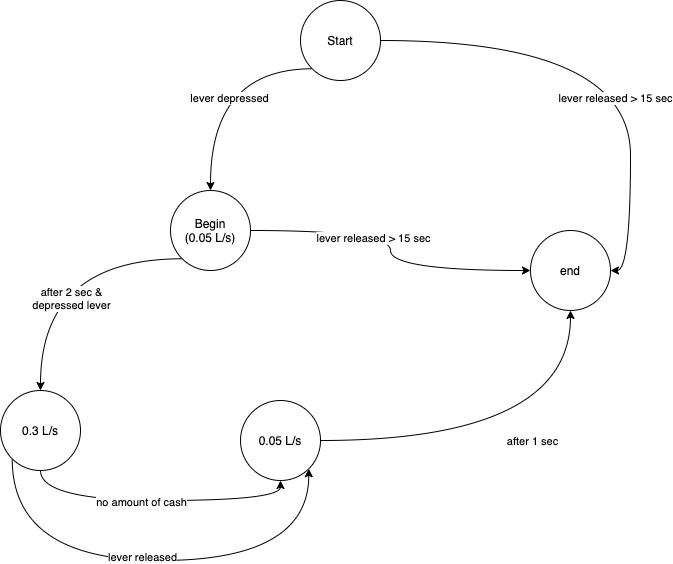 Start
lever depressed
lever released > 15 sec
Begin
(0.05 L/s)
lever released > 15 sec
end
after 2 sec &
depressed lever
0.3 L/s
0.05 L/s
after 1 sec
no amount of cash
lever released